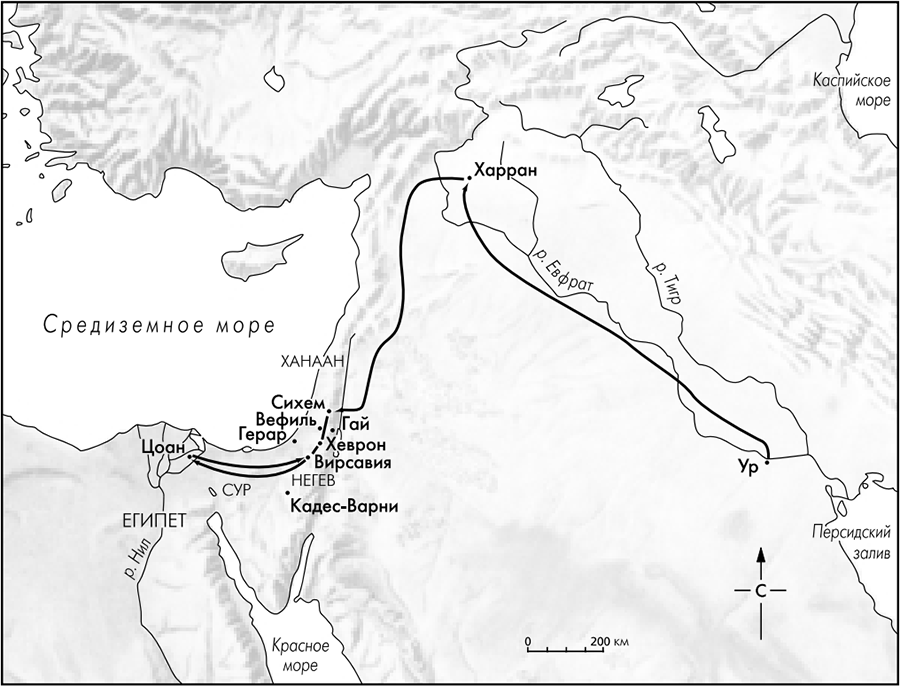 Каспийское
море
Харран
р. Евфрат
р. Тигр
Средиземное море
ХАНААН
Сихем
Вефиль
Гай
Герар
Хеврон
Цоан
Вирсавия
Ур
НЕГЕВ
СУР
Кадес-Варни
ЕГИПЕТ
Персидский
залив
р. Нил
С
Красное
море
0 200 км